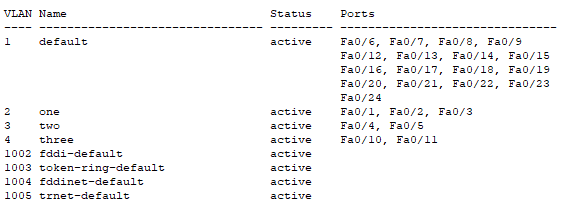 VLAN Name                             Status    Ports
---- -------------------------------- --------- -------------------------------
1    default                          active    Fa0/6, Fa0/7, Fa0/8, Fa0/9
                                                Fa0/12, Fa0/13, Fa0/14, Fa0/15
                                                Fa0/16, Fa0/17, Fa0/18, Fa0/19
                                                Fa0/20, Fa0/21, Fa0/22, Fa0/23
                                                Fa0/24
2    one                              active    Fa0/1, Fa0/2, Fa0/3
3    two                              active    Fa0/4, Fa0/5
4    three                            active    Fa0/10, Fa0/11
1002 fddi-default                     active
1003 token-ring-default               active
1004 fddinet-default                  active
1005 trnet-default                    active